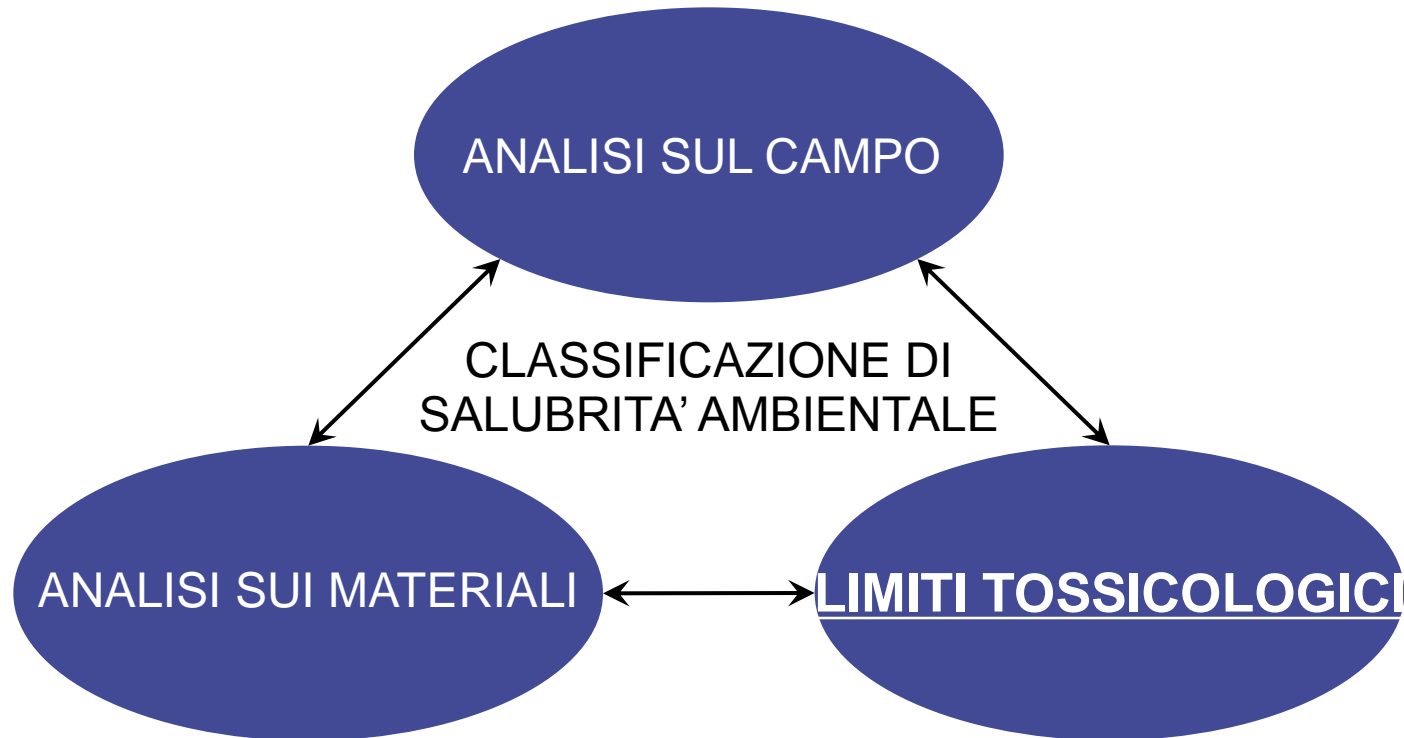 ANALISI SUL CAMPO
CLASSIFICAZIONE DI
SALUBRITA’ AMBIENTALE
ANALISI SUI MATERIALI
LIMITI TOSSICOLOGICI